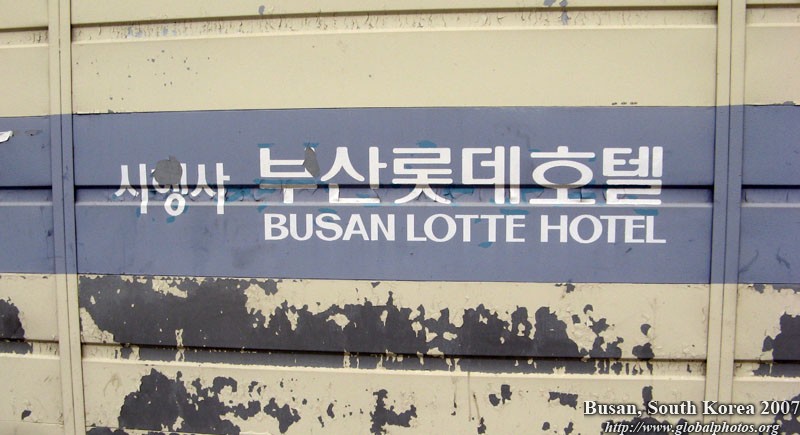 시행사 부산롯데호텔
BUSAN LOTTE HOTEL
Busan, South Korea 2007
http://www.globalphotos.org